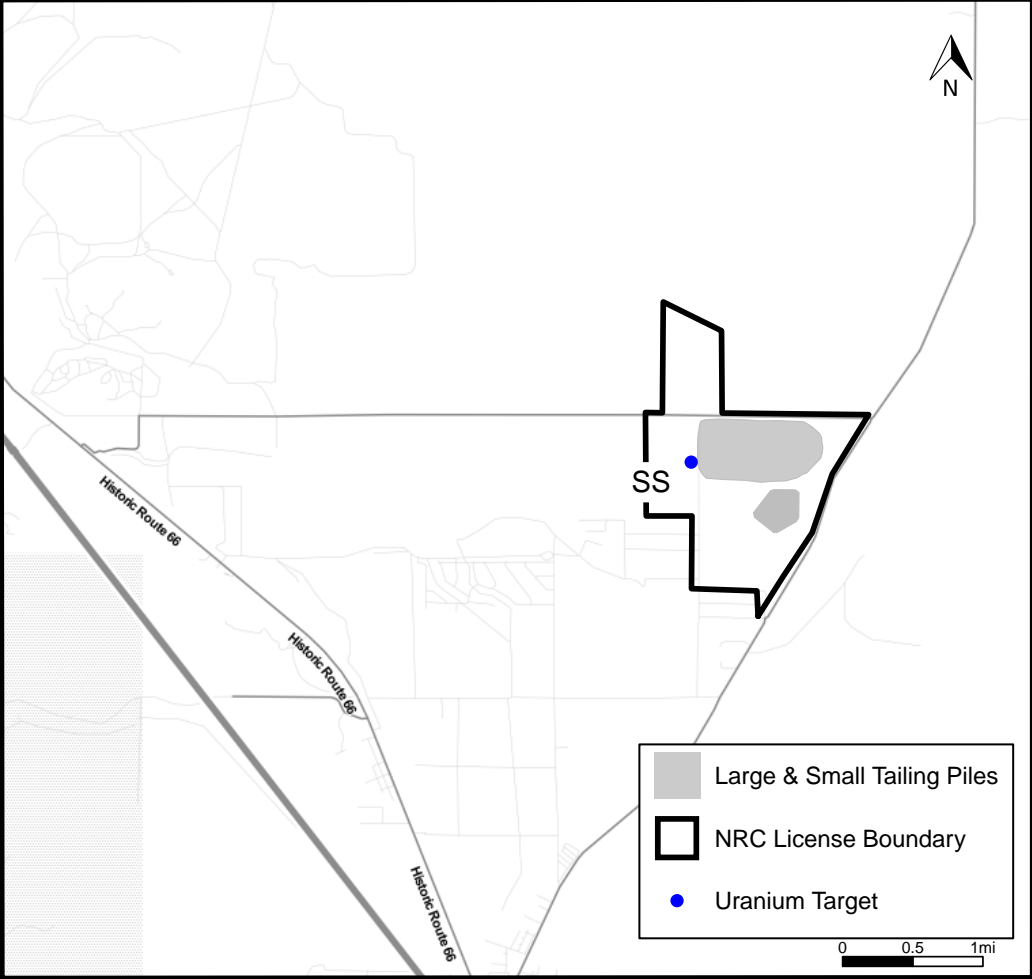 N
SS
Historic Route 66
Historic Route 66
Historic Route 66
Large & Small Tailing Piles
NRC License Boundary
Uranium Target
0 0.5 1mi